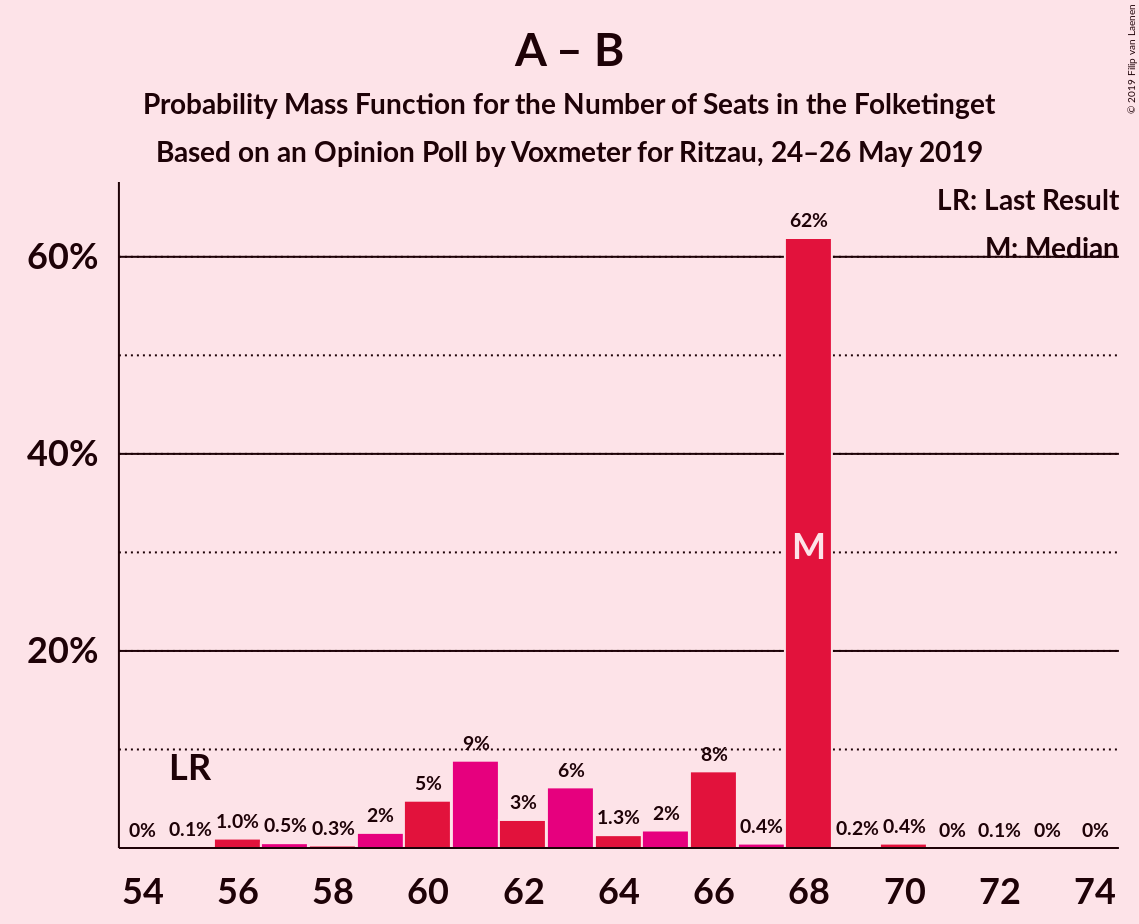 A – B
Probability Mass Function for the Number of Seats in the Folketinget
Based on an Opinion Poll by Voxmeter for Ritzau, 24–26 May 2019
© 2019 Filip van Laenen
LR: Last Result
M: Median
60%
40%
20%
LR
M
0% 0.1% 1.0% 0.5% 0.3% 2% 5% 9% 3% 6% 1.3% 2% 8% 0.4% 62% 0.2% 0.4% 0% 0.1% 0% 0%
54 56 58 60 62 64 66 68 70 72 74